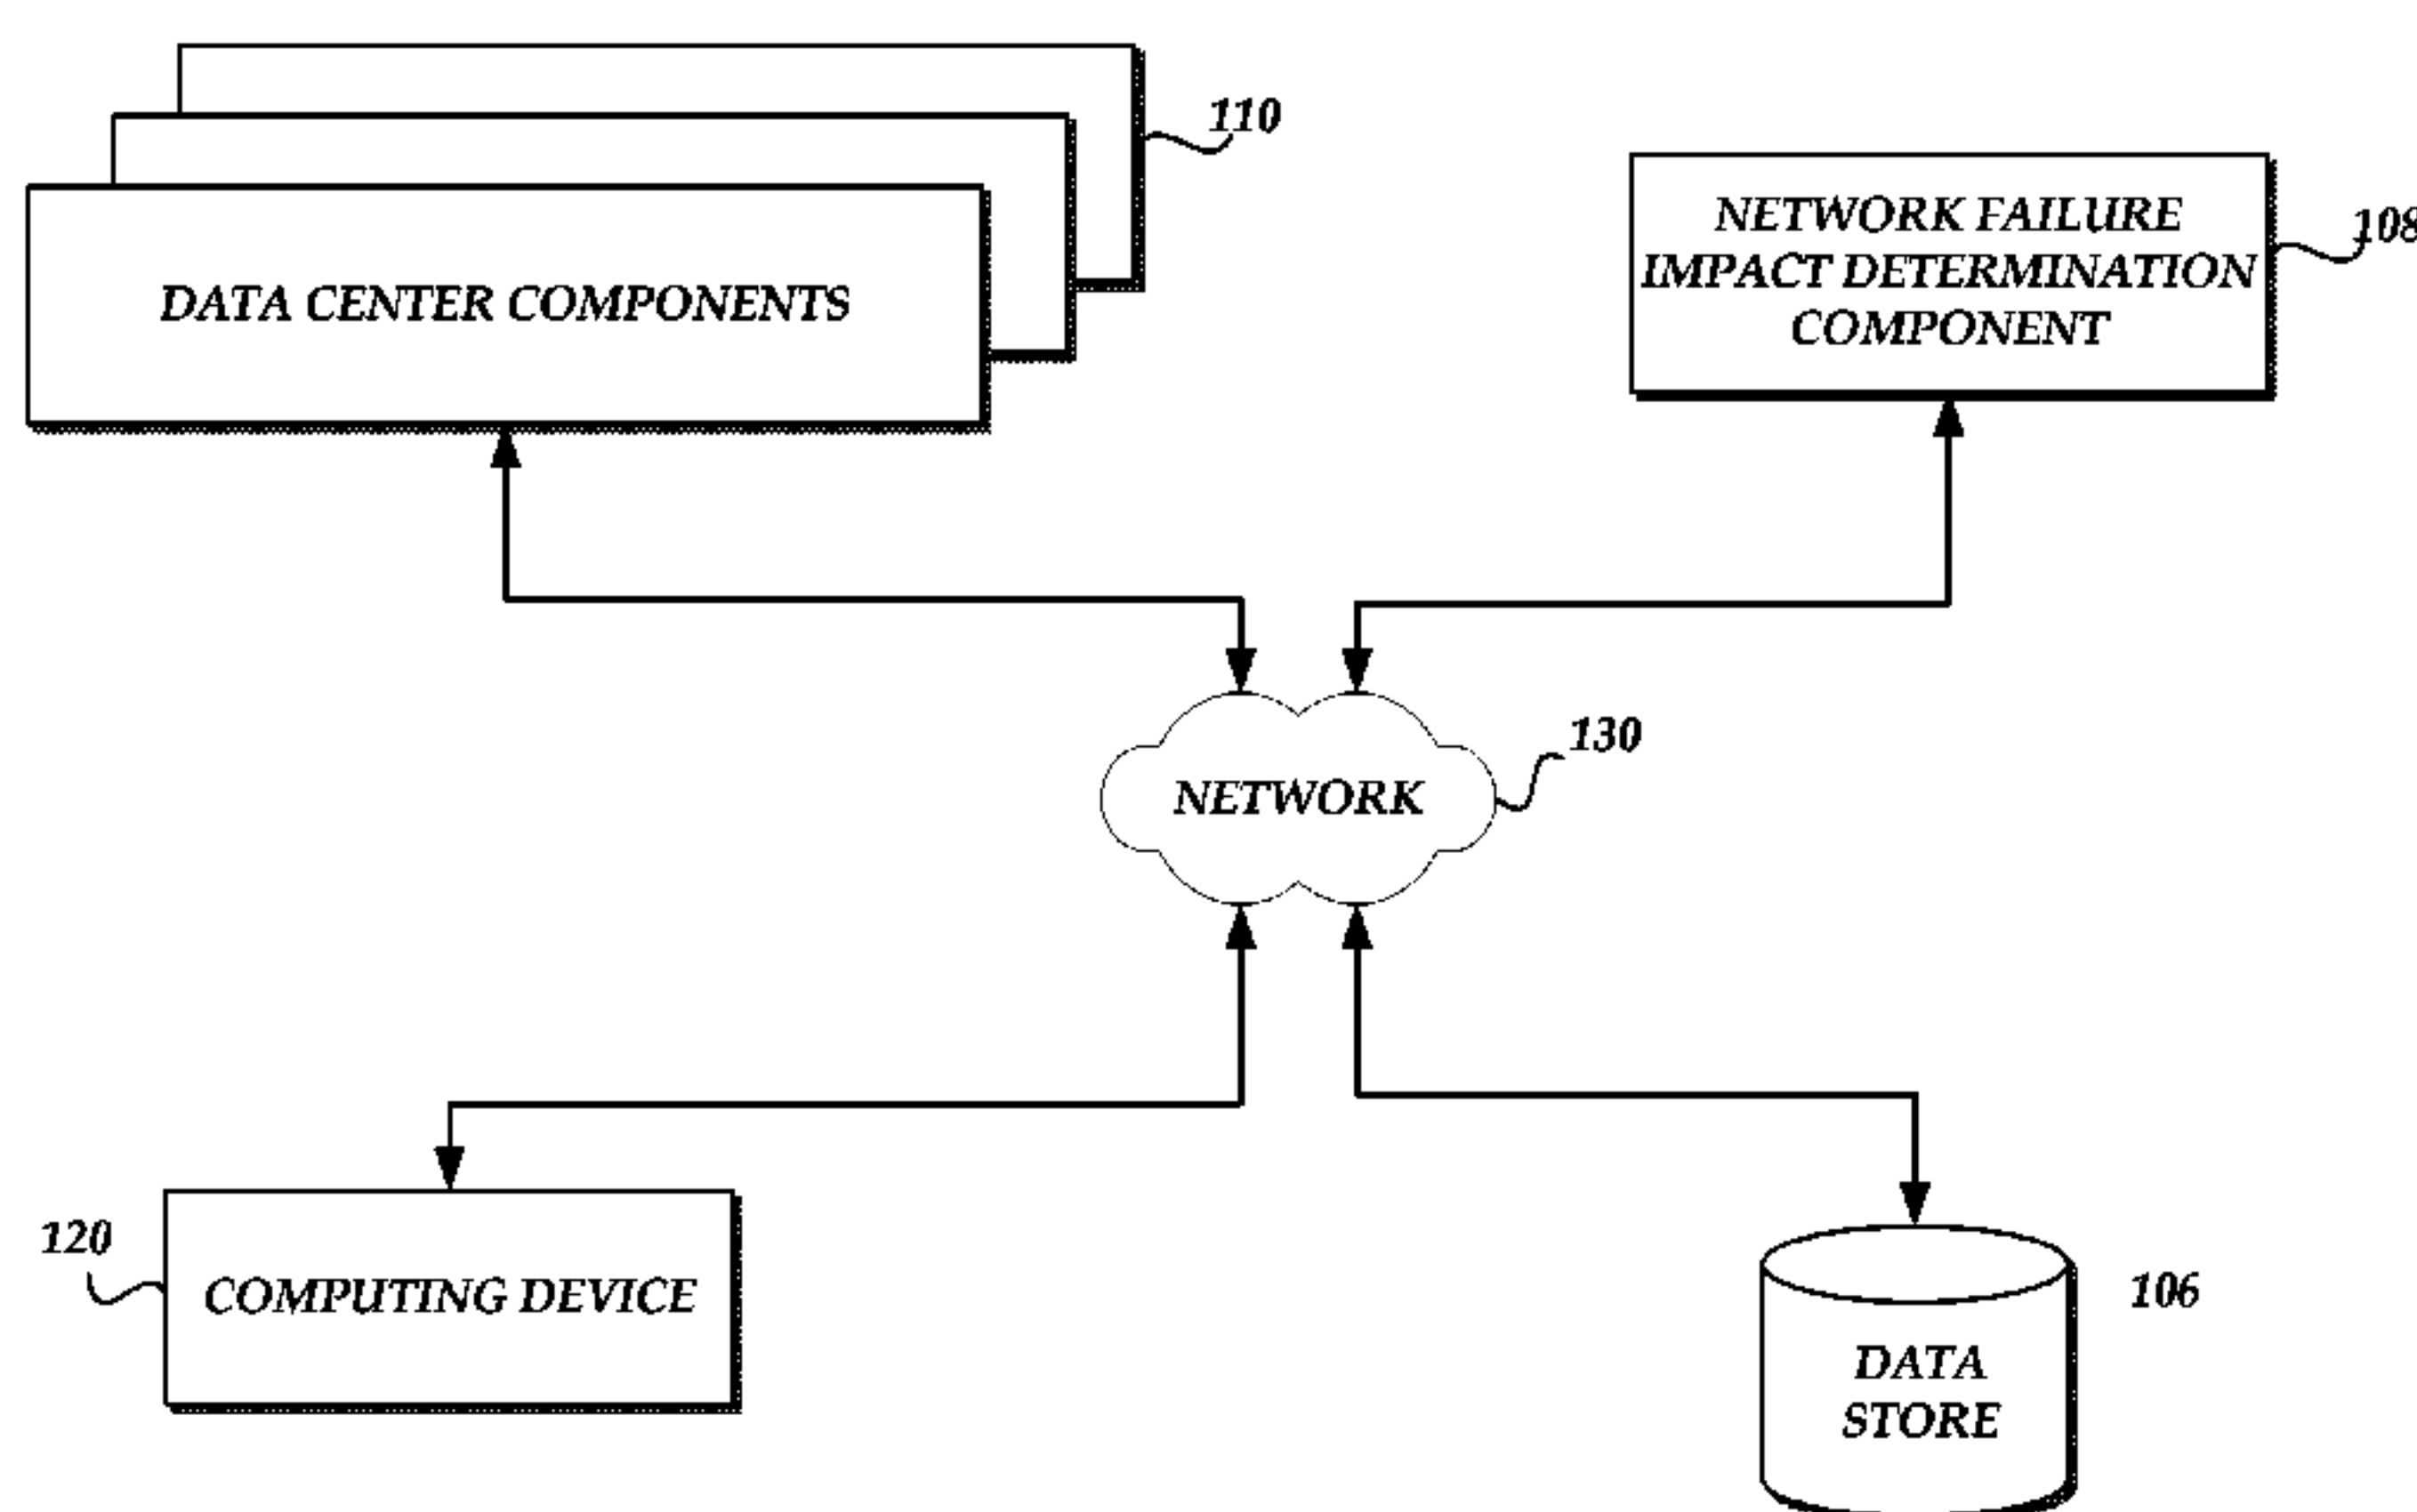 110
DATA CENTER COMPONENTS
NETWORK FAILURE
IMPACT DETERMINATION
COMPONENT
108
NETWORK
130
120
COMPUTING DEVICE
106
DATA
STORE